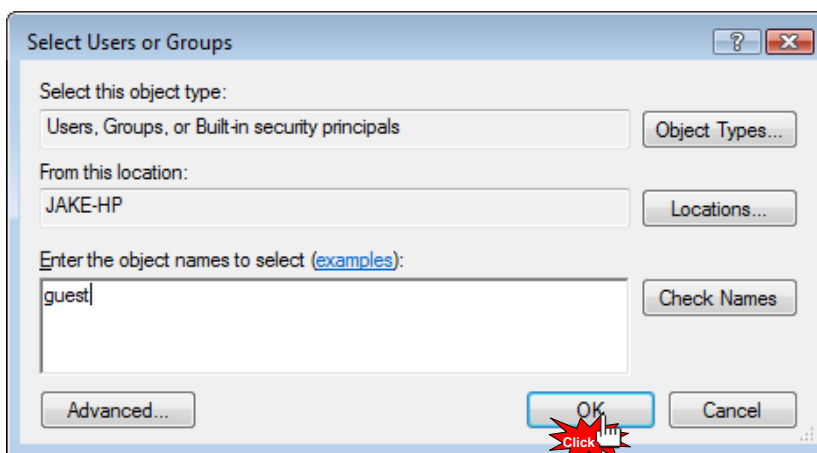 Select Users or Groups
Select this object type:
Users, Groups, or Built-in security principals
Object Types...
From this location:
JAKE-HP
Locations...
Enter the object names to select (examples):
guest
Check Names
Advanced...
OK
Cancel
Click